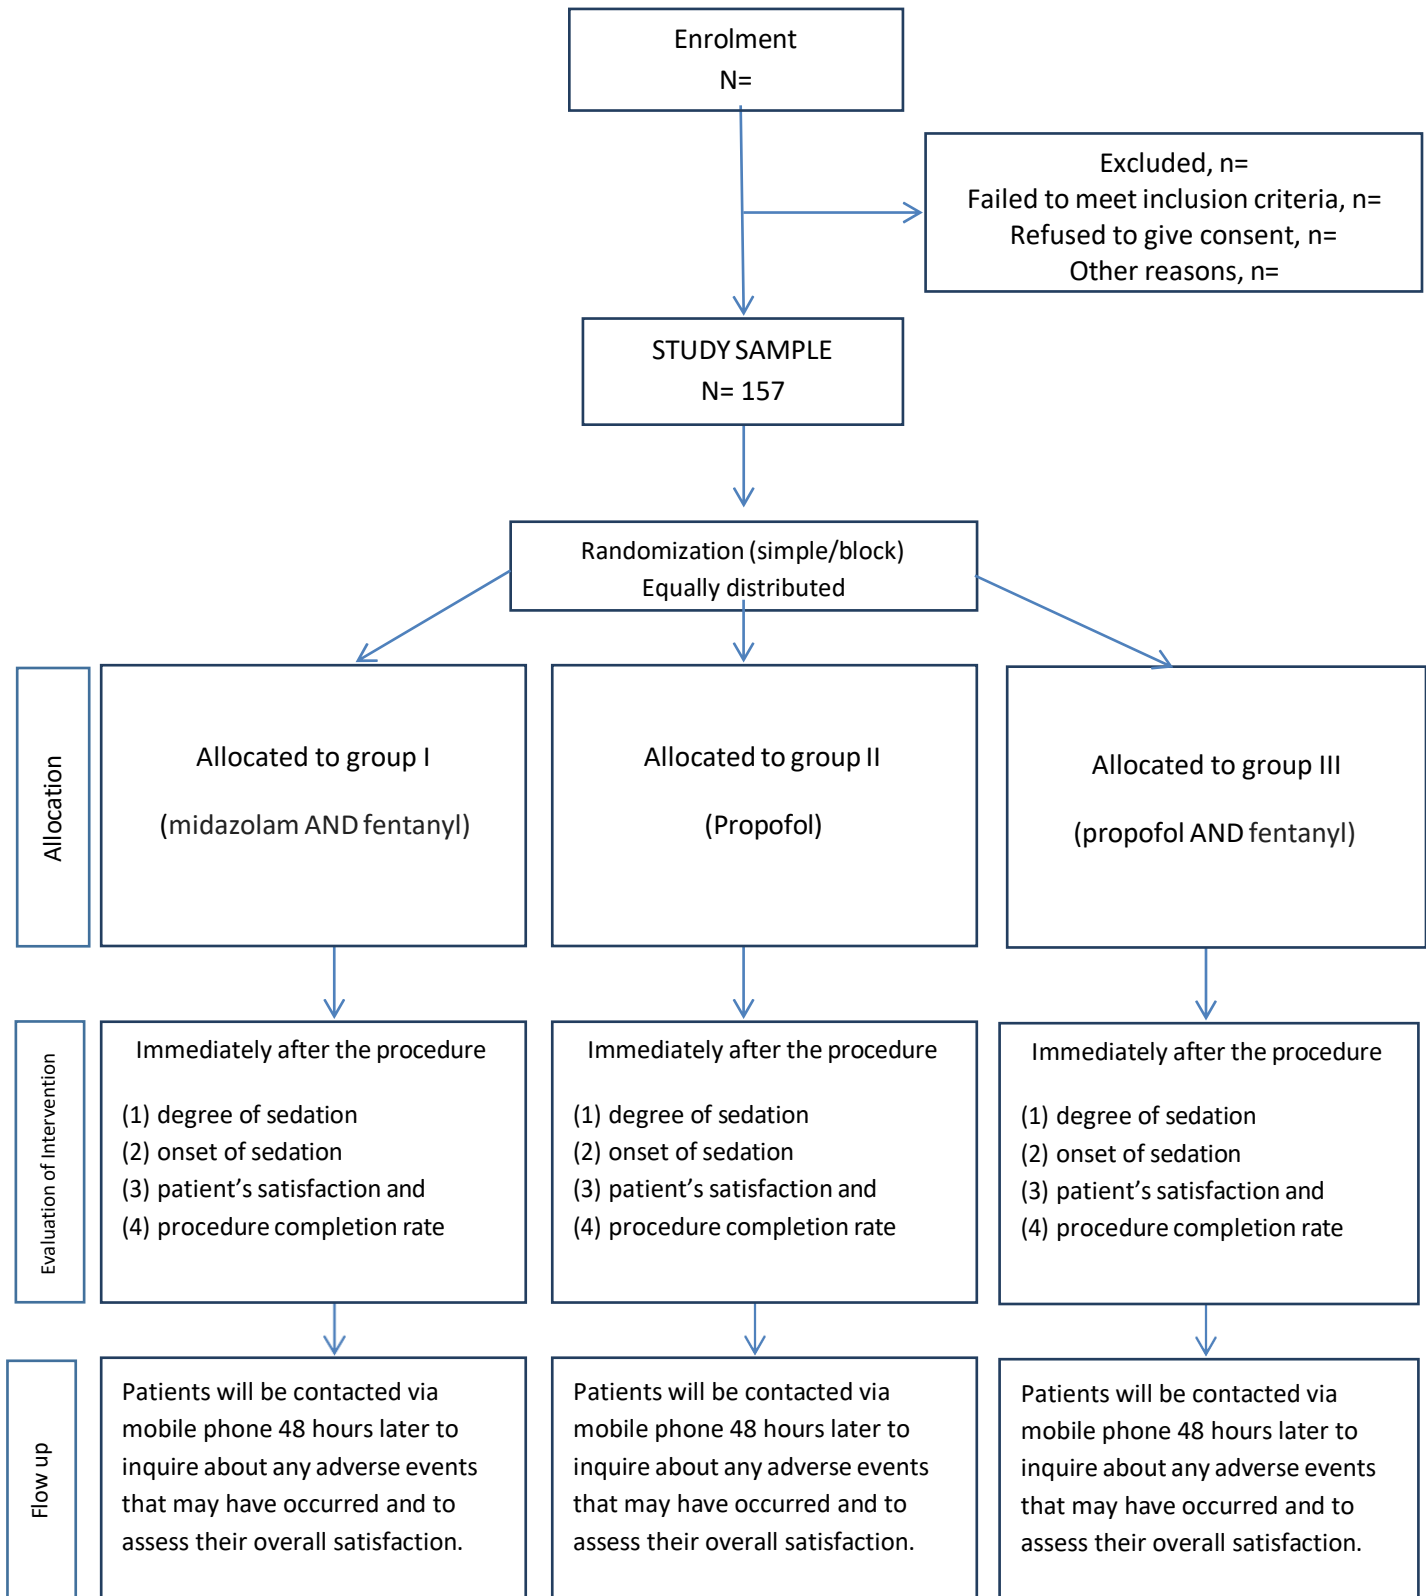 Enrolment
N=
Excluded, n=
Failed to meet inclusion criteria, n=
Refused to give consent, n=
Other reasons, n=
STUDY SAMPLE
N= 157
Randomization (simple/block)
Equally distributed
Allocation
Allocated to group I
(midazolam AND fentanyl)
Allocated to group II
(Propofol)
Allocated to group III
(propofol AND fentanyl)
Evaluation of Intervention
Immediately after the procedure
(1) degree of sedation
(2) onset of sedation
(3) patient’s satisfaction and
(4) procedure completion rate
Immediately after the procedure
(1) degree of sedation
(2) onset of sedation
(3) patient’s satisfaction and
(4) procedure completion rate
Immediately after the procedure
(1) degree of sedation
(2) onset of sedation
(3) patient’s satisfaction and
(4) procedure completion rate
Flow up
Patients will be contacted via
mobile phone 48 hours later to
inquire about any adverse events
that may have occurred and to
assess their overall satisfaction.
Patients will be contacted via
mobile phone 48 hours later to
inquire about any adverse events
that may have occurred and to
assess their overall satisfaction.
Patients will be contacted via
mobile phone 48 hours later to
inquire about any adverse events
that may have occurred and to
assess their overall satisfaction.